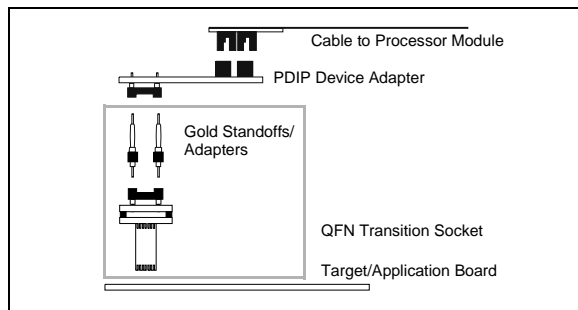 Cable to Processor Module
PDIP Device Adapter
Gold Standoffs/
Adapters
QFN Transition Socket
Target/Application Board